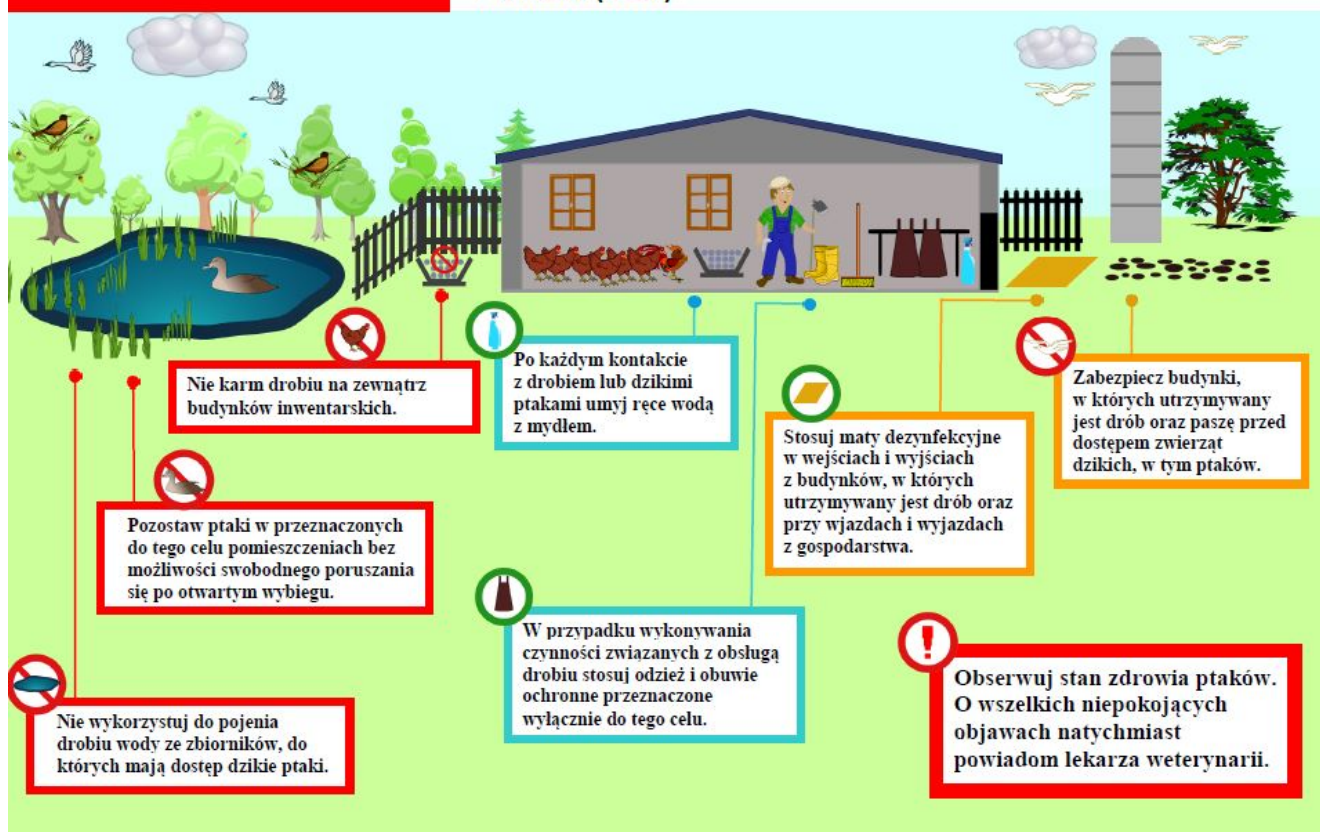 Nie karm drobiu na zewnątrz
budynków inwentarskich.
Po każdym kontakcie
z drobiem lub dzikimi
ptakami umyj ręce wodą
z mydłem.
Zabezpiecz budynki,
w których utrzymywany
jest drób oraz paszę przed
dostępem zwierząt
dzikich, w tym ptaków.
Stosuj maty dezynfekcyjne
w wejściach i wyjściach
z budynków, w których
utrzymywany jest drób oraz
przy wjazdach i wyjazdach
z gospodarstwa.
Pozostaw ptaki w przeznaczonych
do tego celu pomieszczeniach bez
możliwości swobodnego poruszania
się po otwartym wybiegu.
W przypadku wykonywania
czynności związanych z obsługą
drobiu stosuj odzież i obuwie
ochronne przeznaczone
wyłącznie do tego celu.
Nie wykorzystuj do pojenia
drobiu wody ze zbiorników, do
których mają dostęp dzikie ptaki.
Obserwuj stan zdrowia ptaków.
O wszelkich niepokojących
objawach natychmiast
powiadom lekarza weterynarii.